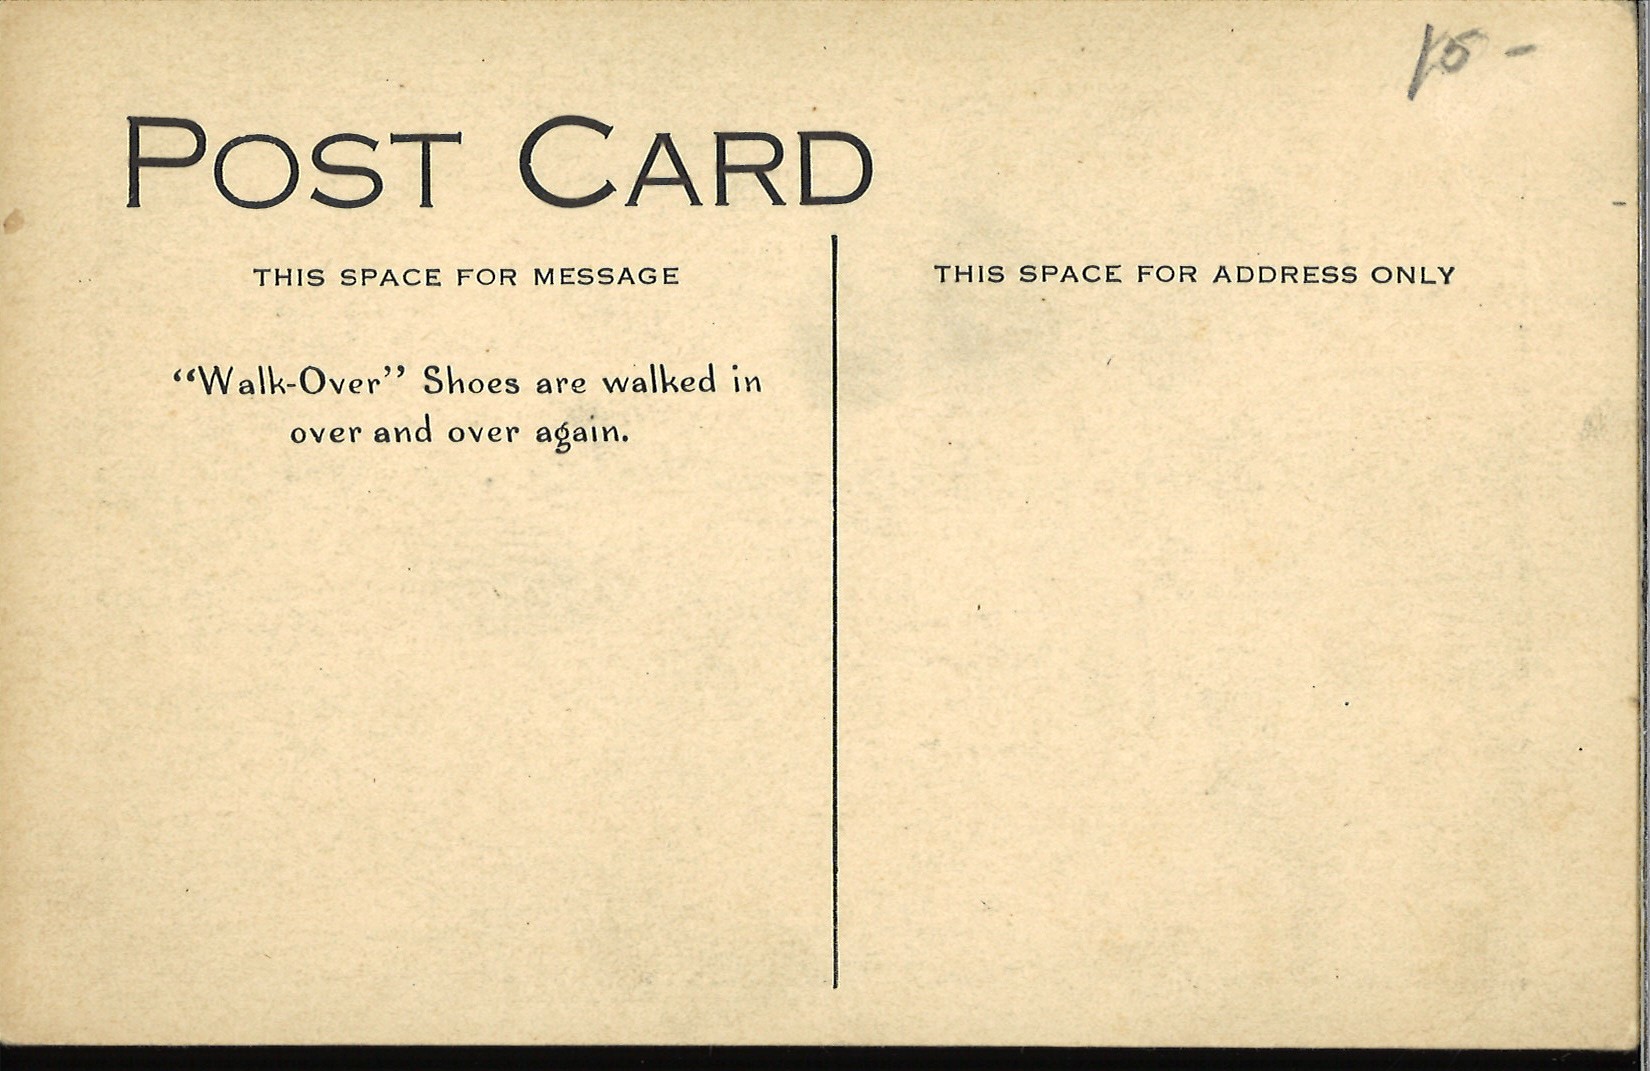 15-
POST CARD
THIS SPACE FOR MESSAGE
THIS SPACE FOR ADDRESS ONLY
“Walk-Over” Shoes are walked in
over and over again.